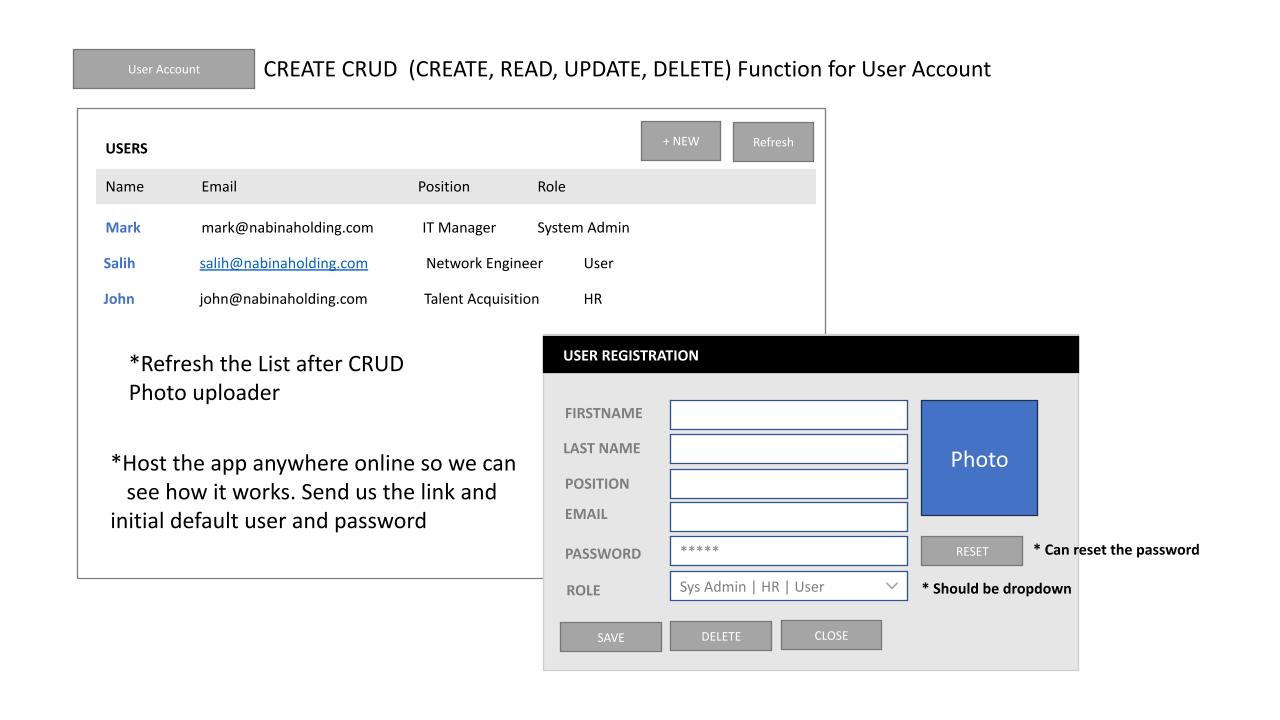 User Account
CREATE CRUD  (CREATE, READ, UPDATE, DELETE) Function for User Account
USERS
+ NEW
Refresh
Name Email Position Role
Mark mark@nabinaholding.com IT Manager System Admin
Salih salih@nabinaholding.com Network Engineer User
John john@nabinaholding.com Talent Acquisition HR
*Refresh the List after CRUD
Photo uploader
*Host the app anywhere online so we can
see how it works. Send us the link and
initial default user and password
USER REGISTRATION
FIRSTNAME
LAST NAME
POSITION
EMAIL
PASSWORD *****
ROLE Sys Admin | HR | User
Photo
RESET * Can reset the password
* Should be dropdown
SAVE DELETE CLOSE